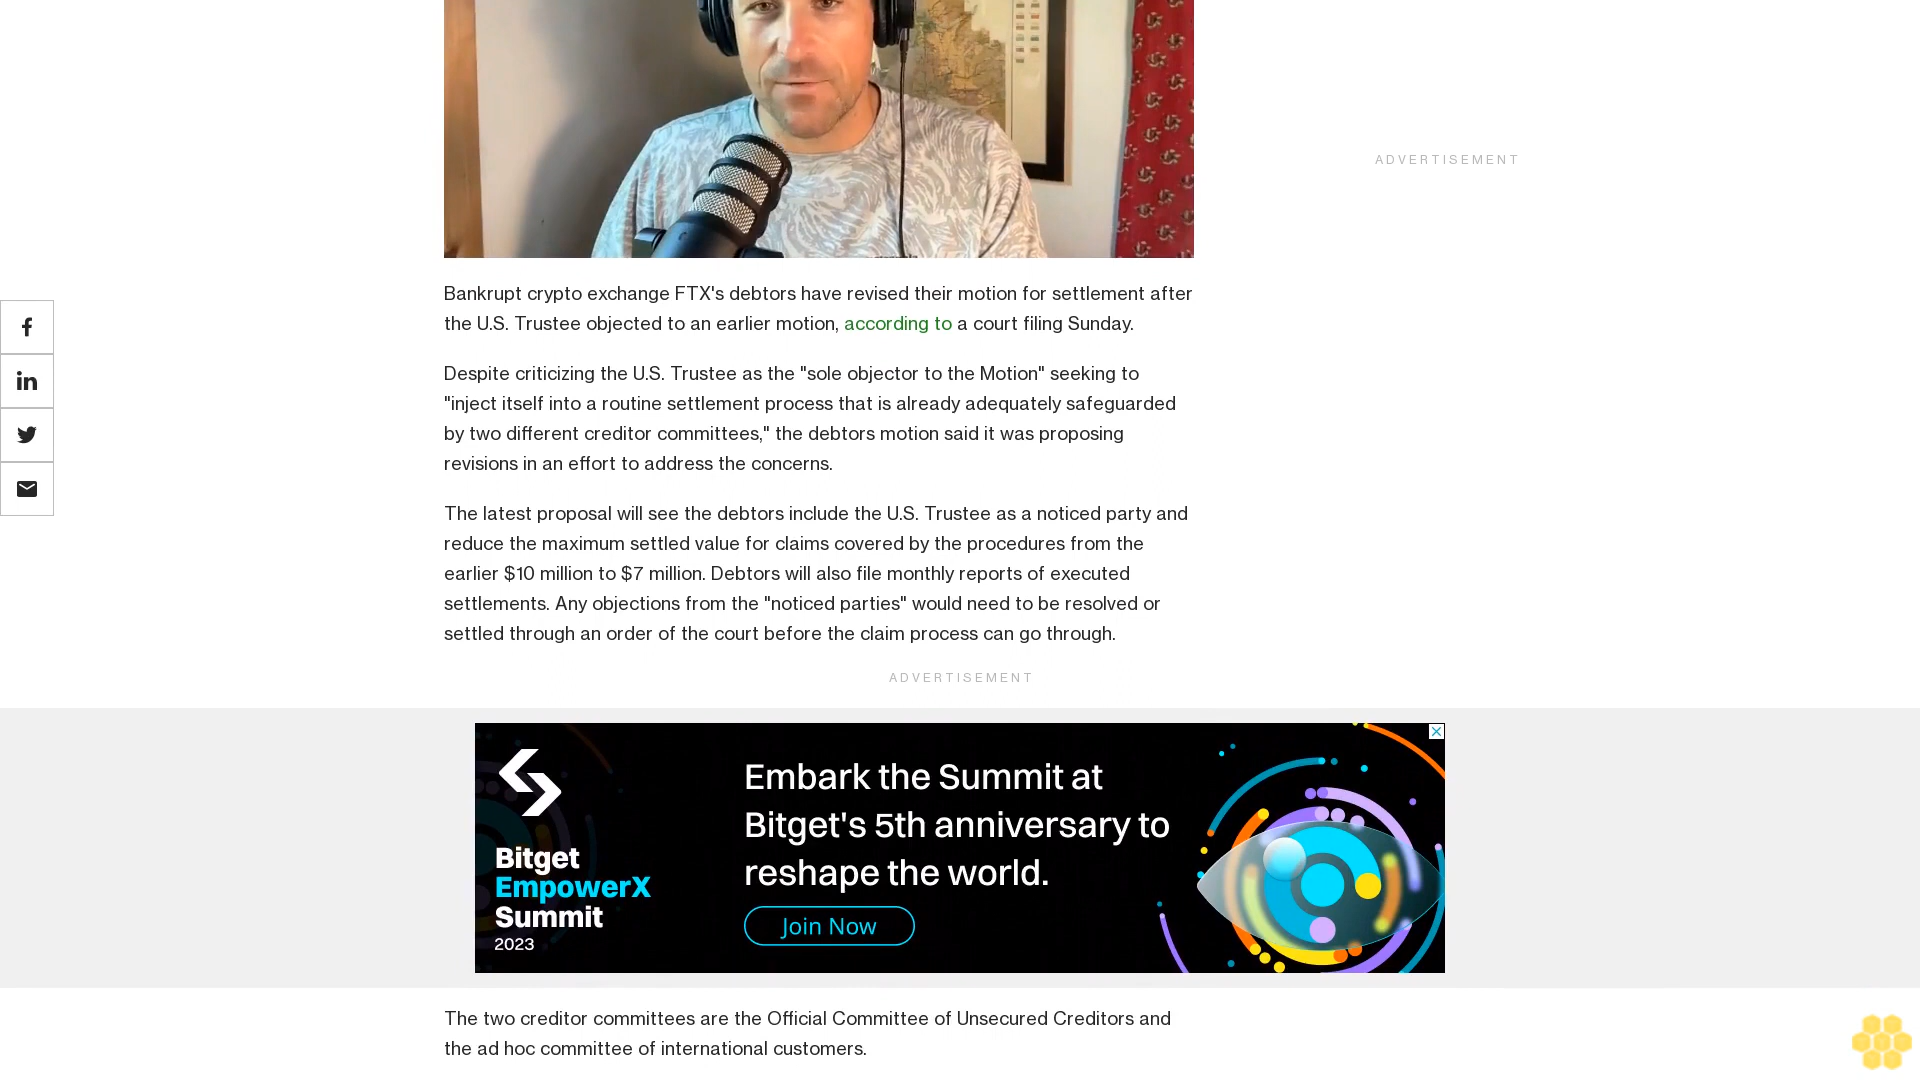 ADVERTISEMENT
Bankrupt crypto exchange FTX's debtors have revised their motion for settlement after
the U.S. Trustee objected to an earlier motion, according to a court filing Sunday.
Despite criticizing the U.S. Trustee as the "sole objector to the Motion" seeking to
"inject itself into a routine settlement process that is already adequately safeguarded
by two different creditor committees," the debtors motion said it was proposing
revisions in an effort to address the concerns.
The latest proposal will see the debtors include the U.S. Trustee as a noticed party and
reduce the maximum settled value for claims covered by the procedures from the
earlier $10 million to $7 million. Debtors will also file monthly reports of executed
settlements. Any objections from the "noticed parties" would need to be resolved or
settled through an order of the court before the claim process can go through.
ADVERTISEMENT
Bitget
EmpowerX
Summit
2023
Embark the Summit at
Bitget's 5th anniversary to
reshape the world.
Join Now
The two creditor committees are the Official Committee of Unsecured Creditors and
the ad hoc committee of international customers.